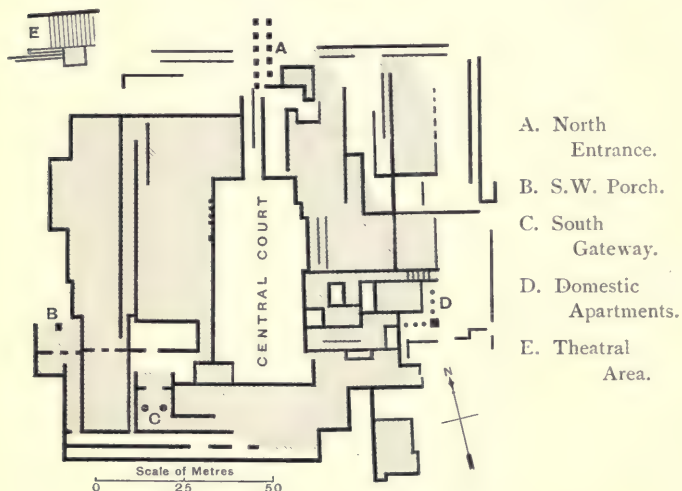 E
A
B
C
D
CENTRAL COURT
N
Scale of Metres
0 25 50
A. North
Entrance.
B. S.W. Porch.
C. South
Gateway.
D. Domestic
Apartments.
E. Theatral
Area.